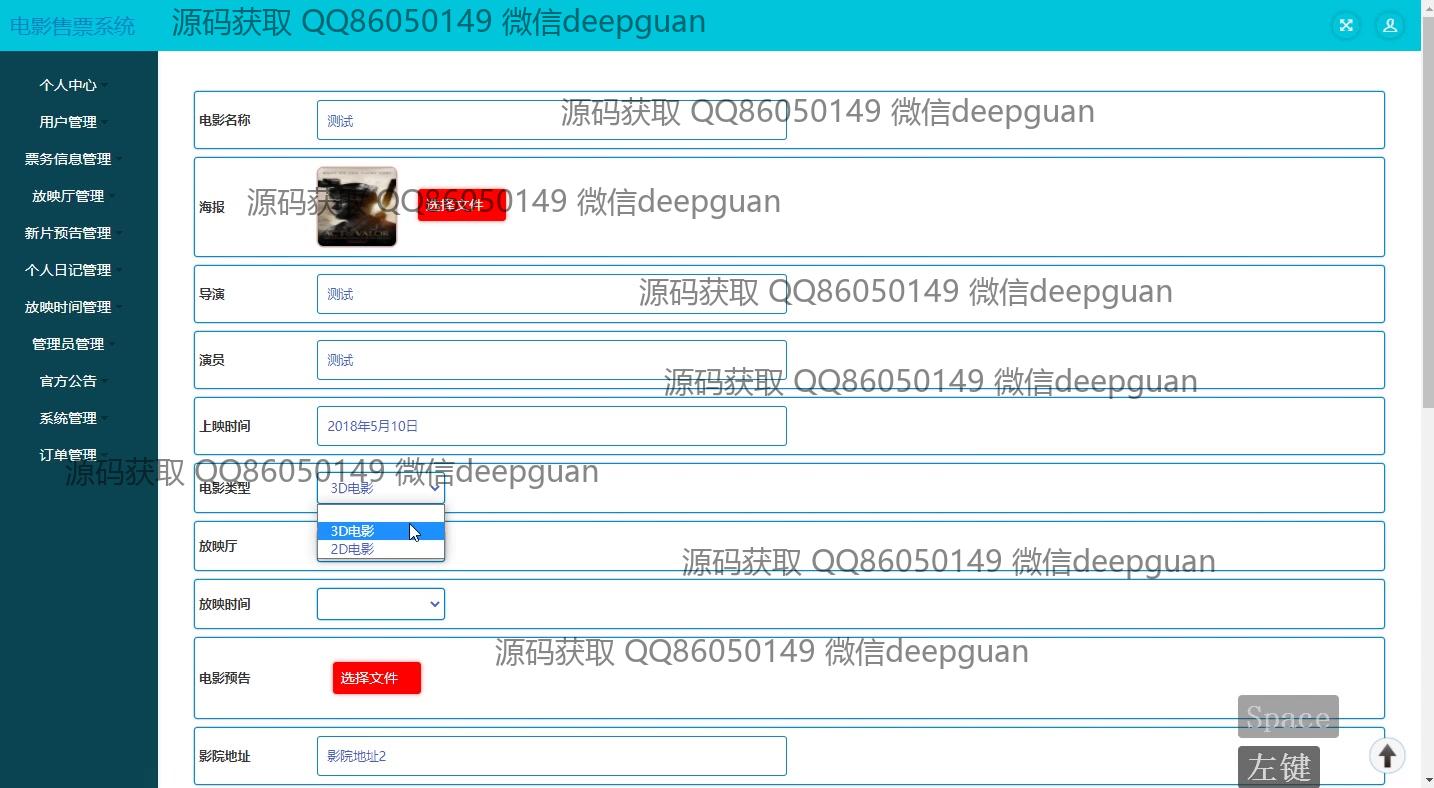 电影售票系统
源码获取 QQ86050149 微信deepguan
个人中心
用户管理
票务信息管理
放映厅管理
新片预告管理
个人日记管理
放映时间管理
管理员管理
官方公告
系统管理
订单管理
电影名称 测试
源码获取 QQ86050149 微信deepguan
海报 选择文件
源码获取 QQ86050149 微信deepguan
导演 测试
源码获取 QQ86050149 微信deepguan
演员 测试
源码获取 QQ86050149 微信deepguan
上映时间 2018年5月10日
源码获取 QQ86050149 微信deepguan
电影类型 3D电影
3D电影
2D电影
放映厅
源码获取 QQ86050149 微信deepguan
放映时间
源码获取 QQ86050149 微信deepguan
电影预告 选择文件
Space
影院地址 影院地址2
左键